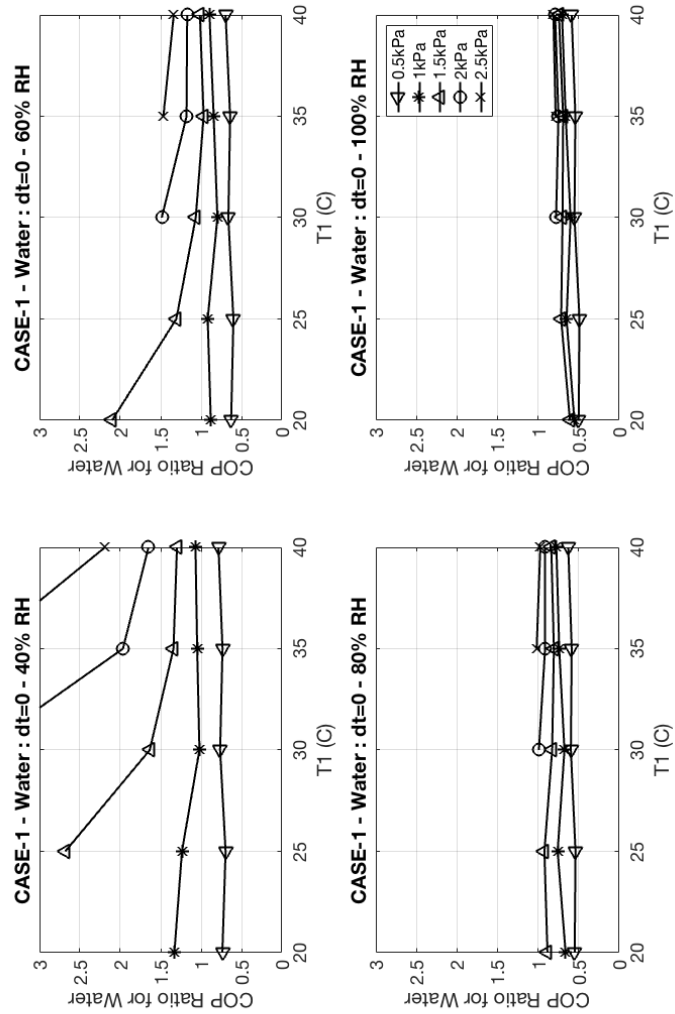 CASE-1 - Water : dt=0 - 40% RH
COP Ratio for Water
3
2.5
2
1.5
1
0.5
0
20 25 30 35 40
T1 (C)
CASE-1 - Water : dt=0 - 60% RH
COP Ratio for Water
3
2.5
2
1.5
1
0.5
0
20 25 30 35 40
T1 (C)
CASE-1 - Water : dt=0 - 80% RH
COP Ratio for Water
3
2.5
2
1.5
1
0.5
0
20 25 30 35 40
T1 (C)
CASE-1 - Water : dt=0 - 100% RH
COP Ratio for Water
3
2.5
2
1.5
1
0.5
0
20 25 30 35 40
T1 (C)
0.5kPa
1kPa
1.5kPa
2kPa
2.5kPa